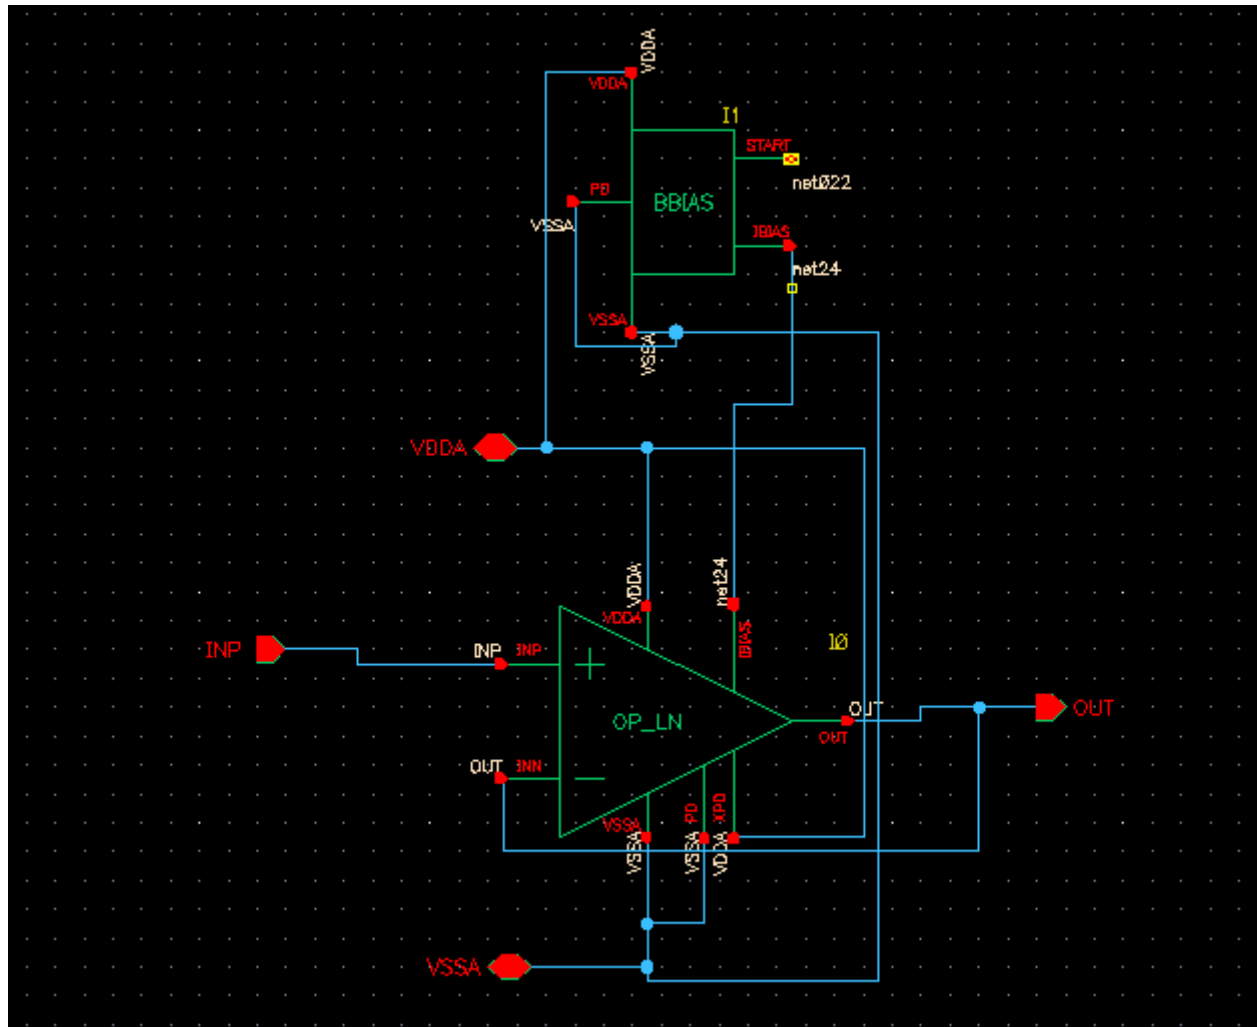 VDDA
VDDA
I1
START
net022
PD
BBIAS
VSSA
IBIAS
net24
VSSA
VSSA
VDDA
VDDA
net24
VDDA
IBIAS
I0
INP
INP
INP
OP_LN
OUT
OUT
OUT
OUT
INN
VSSA
PD
XPD
VSSA
VSSA
VDDA
VSSA